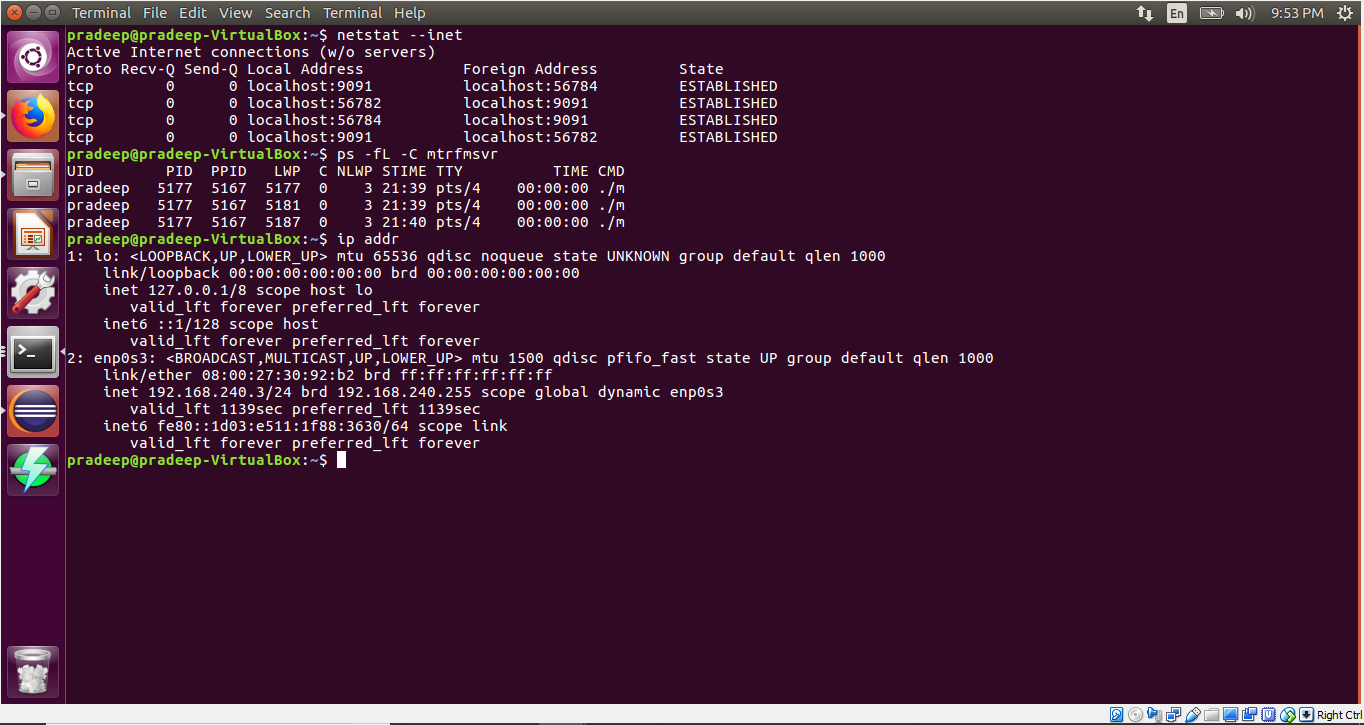 Terminal File Edit View Search Terminal Help En 9:53 PM
pradeep@pradeep-VirtualBox:~$ netstat --inet
Active Internet connections (w/o servers)
Proto Recv-Q Send-Q Local Address           Foreign Address         State
tcp        0      0 localhost:9091          localhost:56784         ESTABLISHED
tcp        0      0 localhost:56782         localhost:9091          ESTABLISHED
tcp        0      0 localhost:56784         localhost:9091          ESTABLISHED
tcp        0      0 localhost:9091          localhost:56782         ESTABLISHED
pradeep@pradeep-VirtualBox:~$ ps -fL -C mtrfmsvr
UID        PID  PPID   LWP  C NLWP STIME TTY          TIME CMD
pradeep   5177  5167  5177  0    3 21:39 pts/4    00:00:00 ./m
pradeep   5177  5167  5181  0    3 21:39 pts/4    00:00:00 ./m
pradeep   5177  5167  5187  0    3 21:40 pts/4    00:00:00 ./m
pradeep@pradeep-VirtualBox:~$ ip addr
1: lo: <LOOPBACK,UP,LOWER_UP> mtu 65536 qdisc noqueue state UNKNOWN group default qlen 1000
    link/loopback 00:00:00:00:00:00 brd 00:00:00:00:00:00
    inet 127.0.0.1/8 scope host lo
       valid_lft forever preferred_lft forever
    inet6 ::1/128 scope host
       valid_lft forever preferred_lft forever
2: enp0s3: <BROADCAST,MULTICAST,UP,LOWER_UP> mtu 1500 qdisc pfifo_fast state UP group default qlen 1000
    link/ether 08:00:27:30:92:b2 brd ff:ff:ff:ff:ff:ff
    inet 192.168.240.3/24 brd 192.168.240.255 scope global dynamic enp0s3
       valid_lft 1139sec preferred_lft 1139sec
    inet6 fe80::1d03:e511:1f88:3630/64 scope link
       valid_lft forever preferred_lft forever
pradeep@pradeep-VirtualBox:~$
Right Ctrl